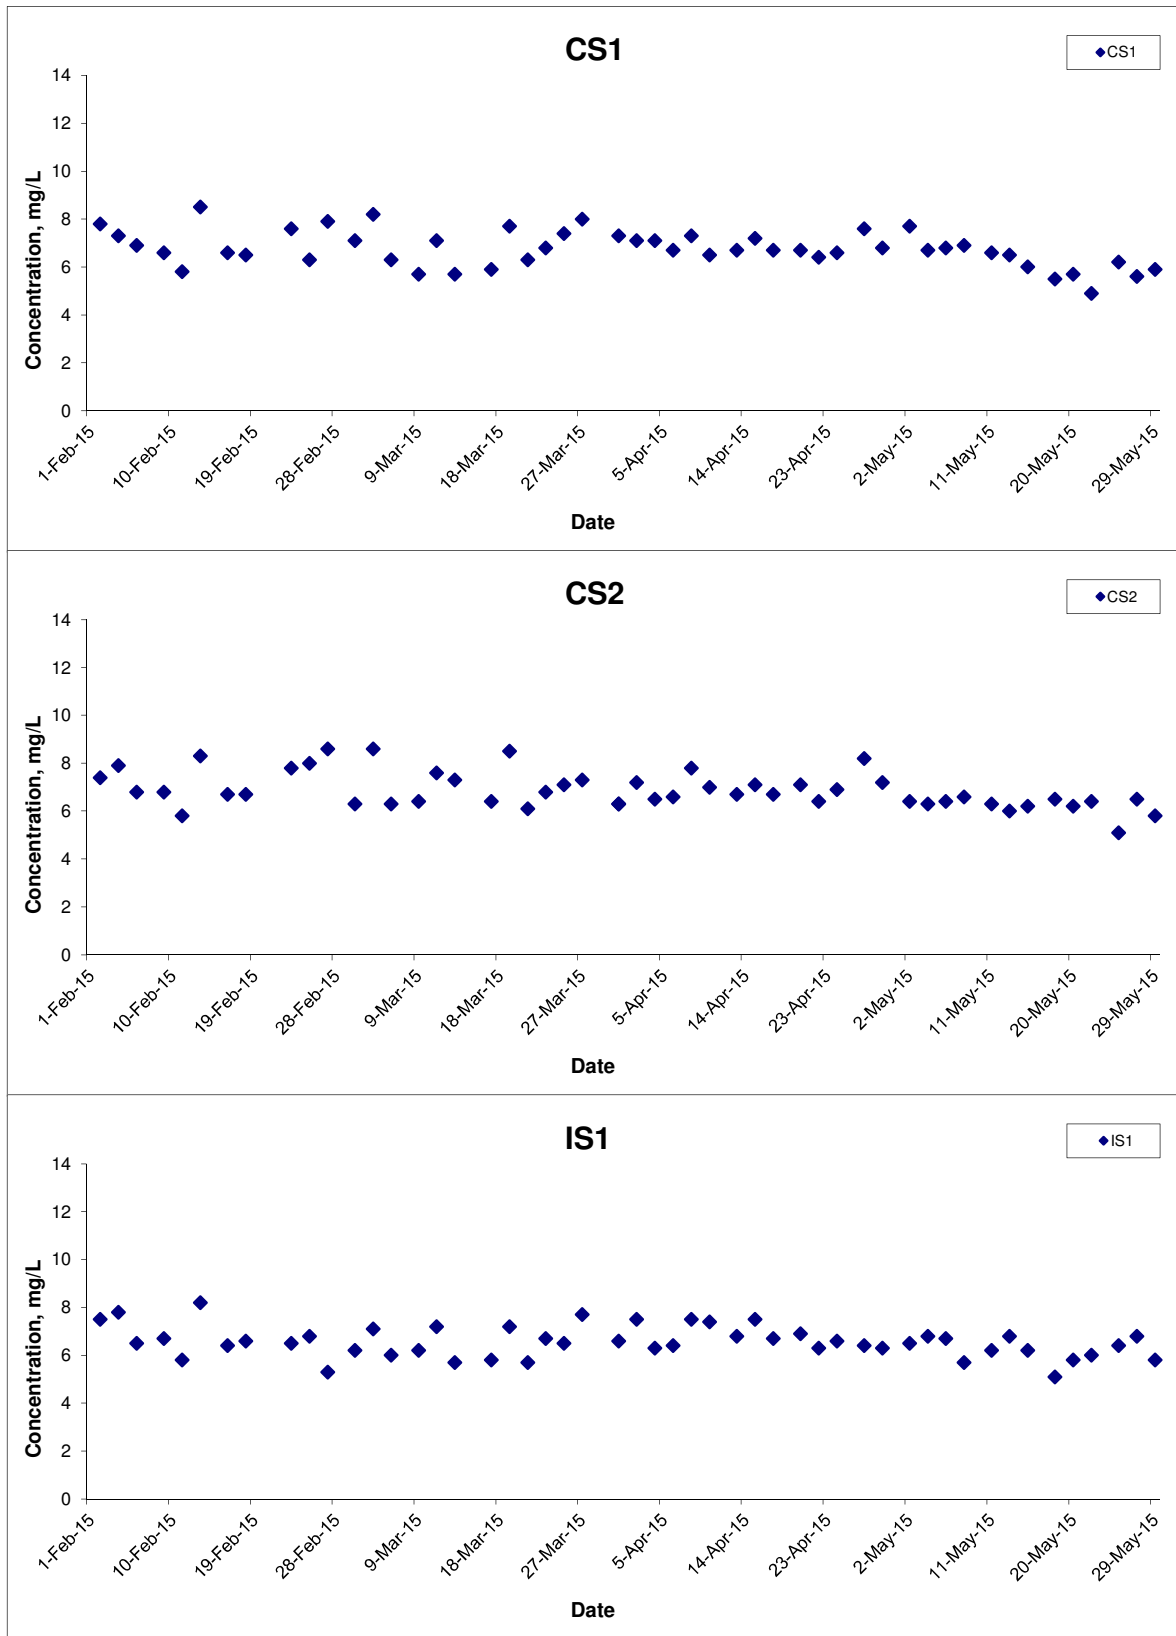 CS1
CS1
14
12
10
8
6
4
2
0
Concentration, mg/L
1-Feb-15
10-Feb-15
19-Feb-15
28-Feb-15
9-Mar-15
18-Mar-15
27-Mar-15
5-Apr-15
14-Apr-15
23-Apr-15
2-May-15
11-May-15
20-May-15
29-May-15
Date
CS2
CS2
14
12
10
8
6
4
2
0
Concentration, mg/L
1-Feb-15
10-Feb-15
19-Feb-15
28-Feb-15
9-Mar-15
18-Mar-15
27-Mar-15
5-Apr-15
14-Apr-15
23-Apr-15
2-May-15
11-May-15
20-May-15
29-May-15
Date
IS1
IS1
14
12
10
8
6
4
2
0
Concentration, mg/L
1-Feb-15
10-Feb-15
19-Feb-15
28-Feb-15
9-Mar-15
18-Mar-15
27-Mar-15
5-Apr-15
14-Apr-15
23-Apr-15
2-May-15
11-May-15
20-May-15
29-May-15
Date